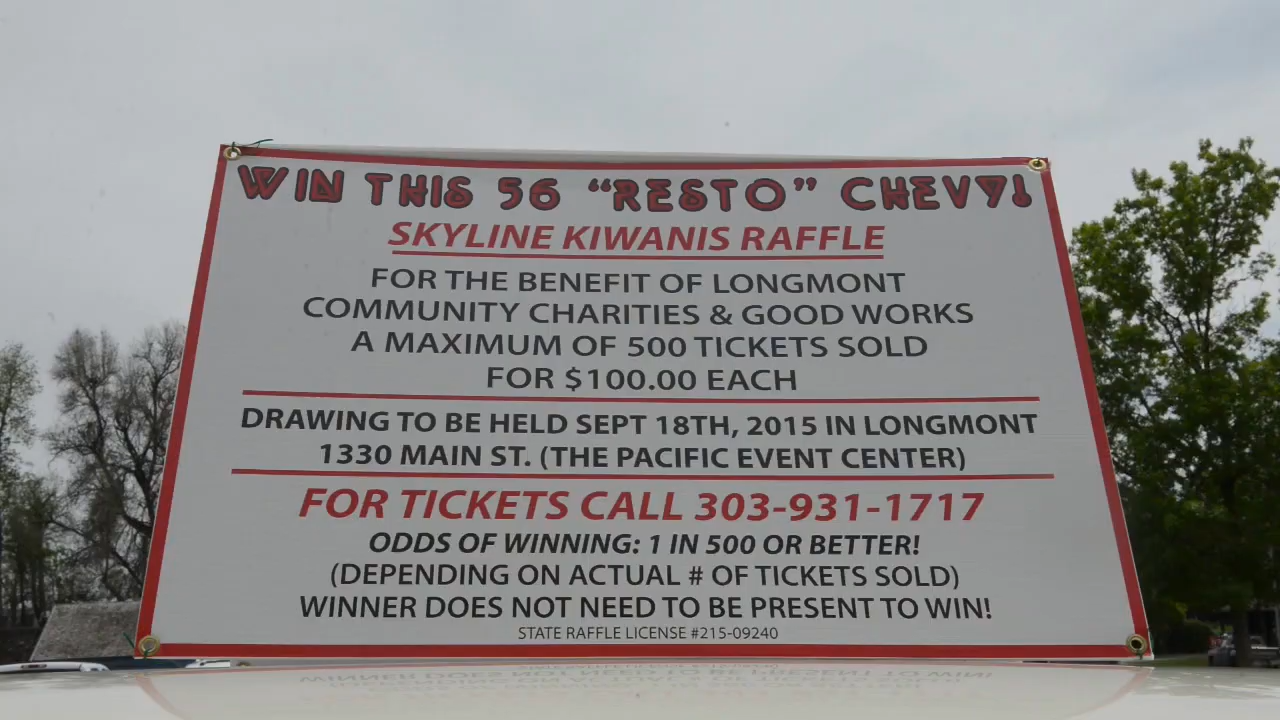 WIN THIS 56 "RESTO" CHEVY!
SKYLINE KIWANIS RAFFLE
FOR THE BENEFIT OF LONGMONT
COMMUNITY CHARITIES & GOOD WORKS
A MAXIMUM OF 500 TICKETS SOLD
FOR $100.00 EACH
DRAWING TO BE HELD SEPT 18TH, 2015 IN LONGMONT
1330 MAIN ST. (THE PACIFIC EVENT CENTER)
FOR TICKETS CALL 303-931-1717
ODDS OF WINNING: 1 IN 500 OR BETTER!
(DEPENDING ON ACTUAL # OF TICKETS SOLD)
WINNER DOES NOT NEED TO BE PRESENT TO WIN!
STATE RAFFLE LICENSE #215-09240